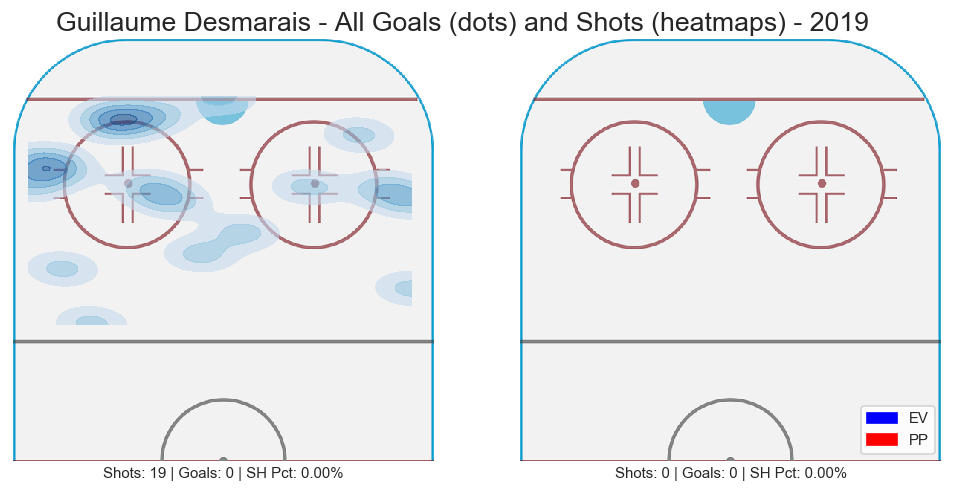 Guillaume Desmarais - All Goals (dots) and Shots (heatmaps) - 2019
EV
PP
Shots: 19 | Goals: 0 | SH Pct: 0.00%
Shots: 0 | Goals: 0 | SH Pct: 0.00%